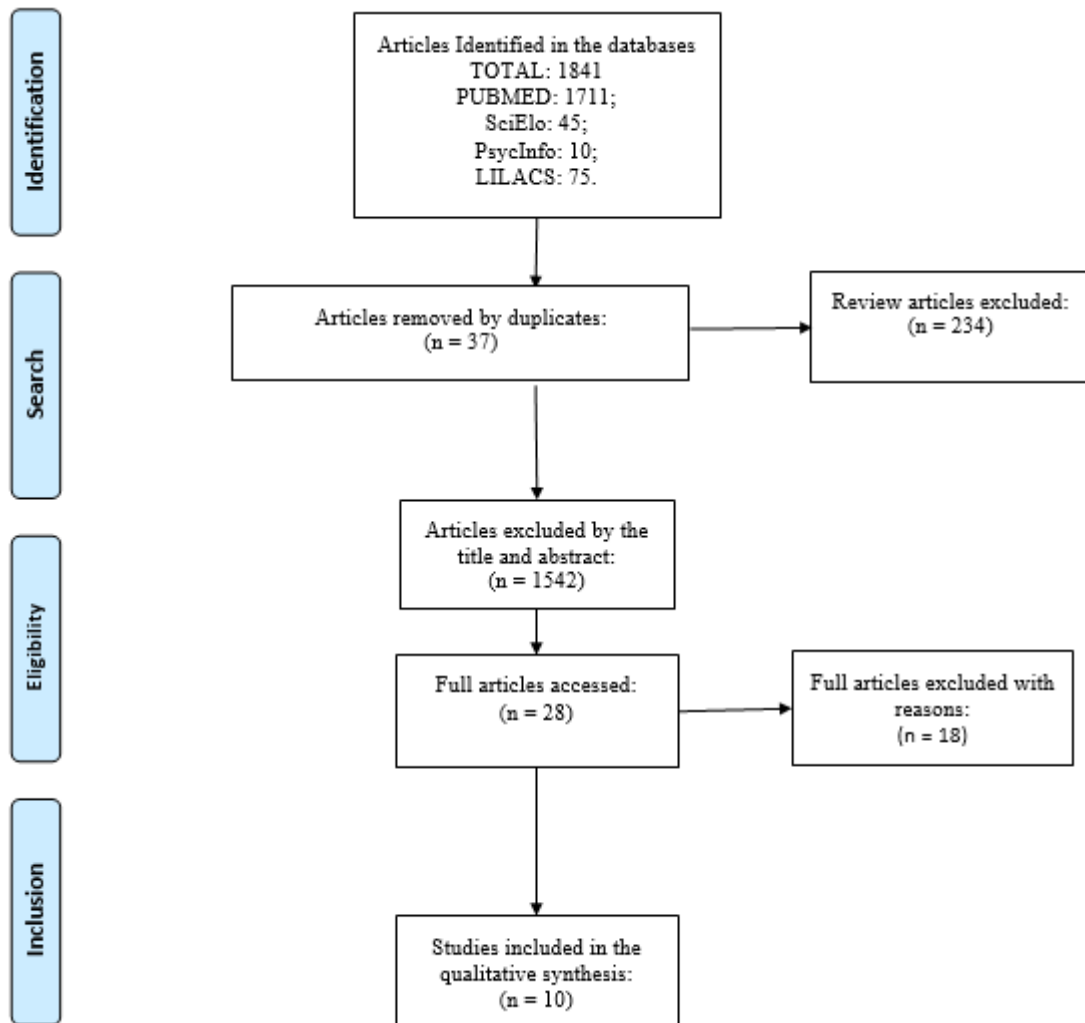 Identification
Articles Identified in the databases
TOTAL: 1841
PUBMED: 1711;
SciElo: 45;
PsycInfo: 10;
LILACS: 75.
Search
Articles removed by duplicates:
(n = 37)
Review articles excluded:
(n = 234)
Eligibility
Articles excluded by the
title and abstract:
(n = 1542)
Full articles accessed:
(n = 28)
Full articles excluded with
reasons:
(n = 18)
Inclusion
Studies included in the
qualitative synthesis:
(n = 10)